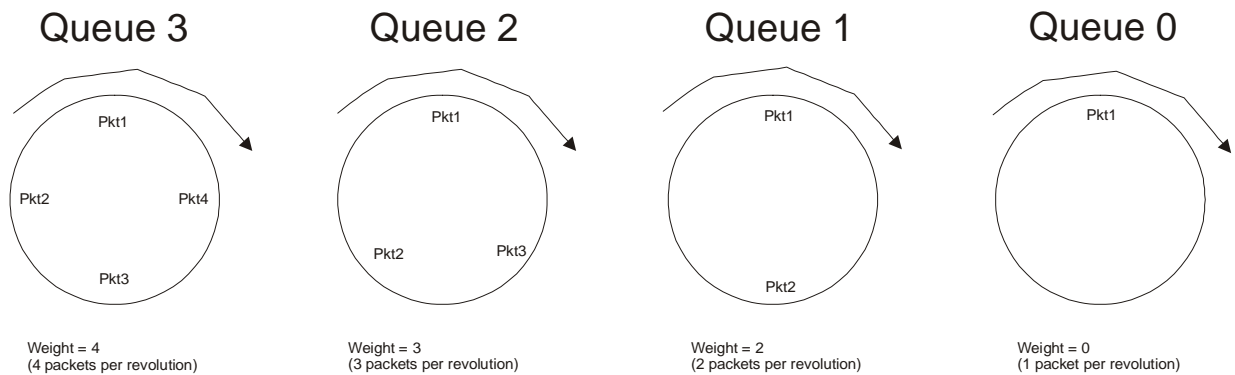 Queue 3
Queue 2
Queue 1
Queue 0
Pkt1
Pkt2
Pkt4
Pkt3
Pkt1
Pkt2
Pkt3
Pkt1
Pkt2
Pkt1
Weight = 4
(4 packets per revolution)
Weight = 3
(3 packets per revolution)
Weight = 2
(2 packets per revolution)
Weight = 0
(1 packet per revolution)